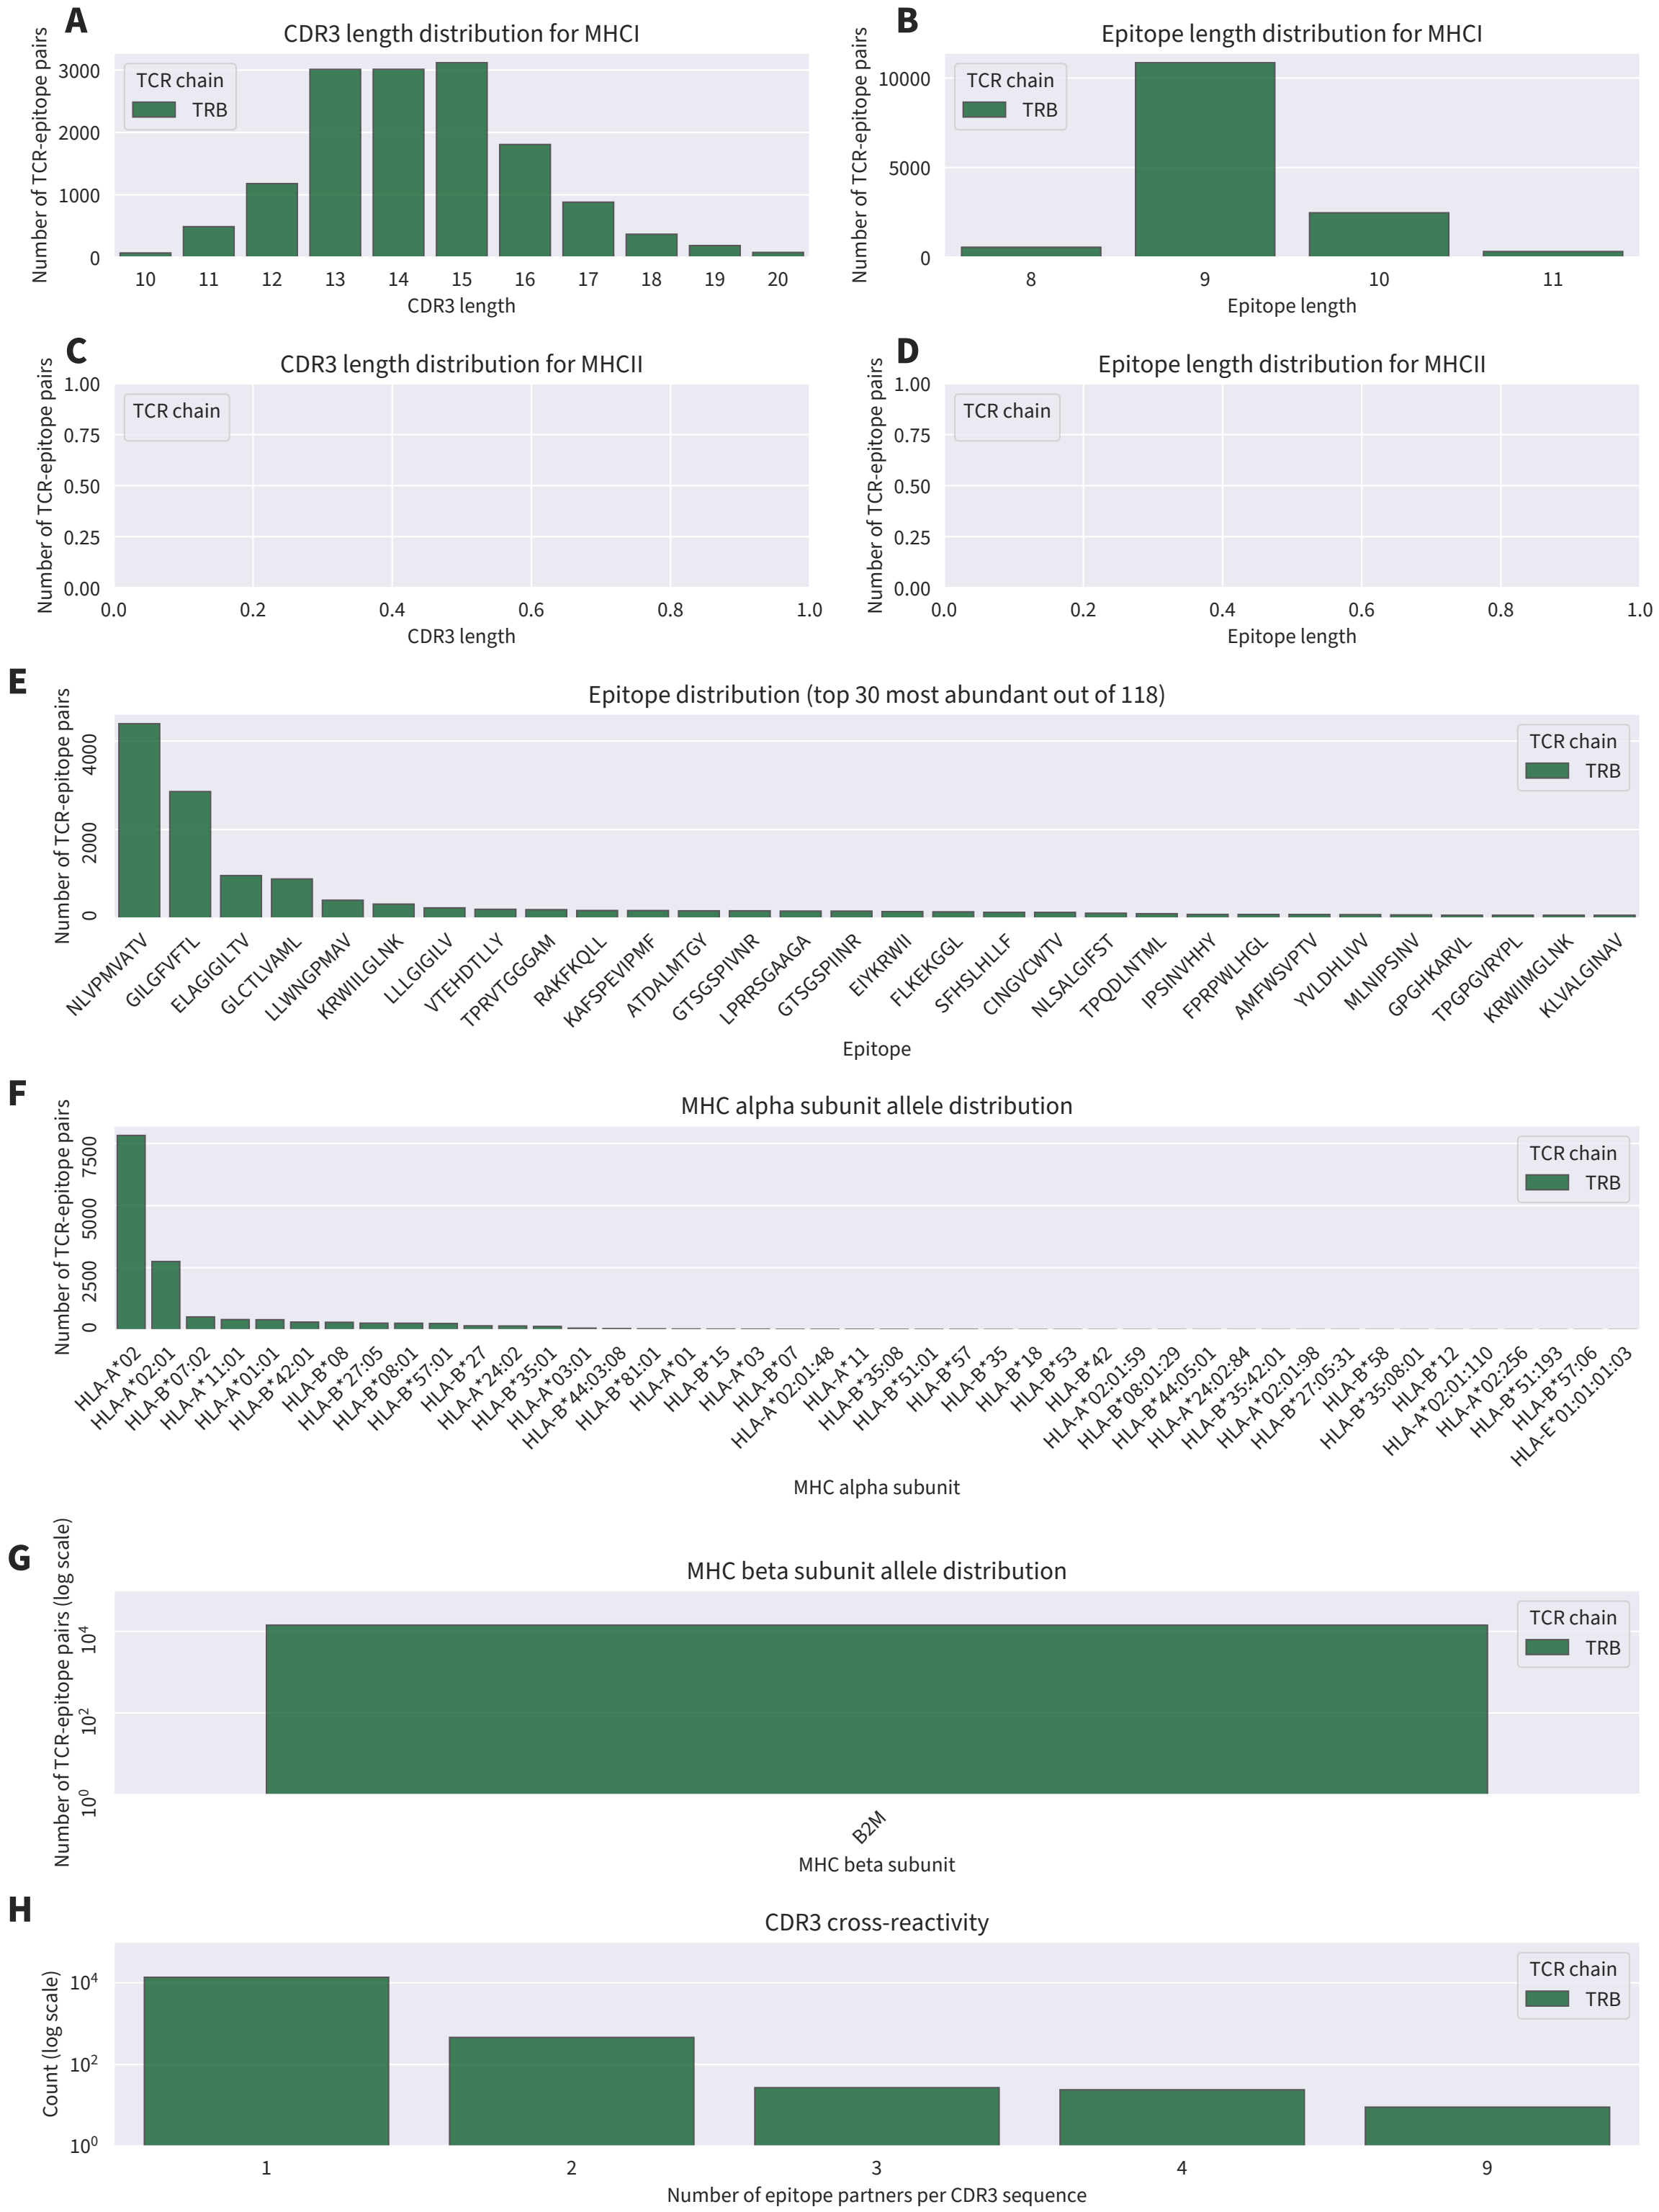 A
CDR3 length distribution for MHCI
Number of TCR-epitope pairs
3000
2000
1000
0
TCR chain
TRB
10 11 12 13 14 15 16 17 18 19 20
CDR3 length
B
Epitope length distribution for MHCI
Number of TCR-epitope pairs
10000
5000
0
TCR chain
TRB
8 9 10 11
Epitope length
C
CDR3 length distribution for MHCII
Number of TCR-epitope pairs
1.00
0.75
0.50
0.25
0.00
TCR chain
0.0 0.2 0.4 0.6 0.8 1.0
CDR3 length
D
Epitope length distribution for MHCII
Number of TCR-epitope pairs
1.00
0.75
0.50
0.25
0.00
TCR chain
0.0 0.2 0.4 0.6 0.8 1.0
Epitope length
E
Epitope distribution (top 30 most abundant out of 118)
Number of TCR-epitope pairs
4000
2000
0
TCR chain
TRB
NLVPMVATV
GILGFVFTL
ELAGIGILTV
GLCTLVAML
LLWNGPMAV
KRWIILGLNK
LLLGIGILV
VTEHDTLLY
TPRVTGGGAM
RAKFKQLL
KAFSPEVIPMF
ATDALMTGY
GTSGSPIVNR
LPRRSGAAGA
GTSGSPIINR
EIYKRWII
FLKEKGGL
SFHSLHLLF
CINGVCWTV
NLSALGIFST
TPQDLNTML
IPSINVHHY
FPRPWLHGL
AMFWSVPTV
YVLDHLIVV
MLNIPSINV
GPGHKARVL
TPGPGVRYPL
KRWIIMGLNK
KLVALGINAV
Epitope
F
MHC alpha subunit allele distribution
Number of TCR-epitope pairs
7500
5000
2500
0
TCR chain
TRB
HLA-A*02
HLA-A*02:01
HLA-B*07:02
HLA-A*11:01
HLA-A*01:01
HLA-B*42:01
HLA-B*08
HLA-B*27:05
HLA-B*08:01
HLA-B*57:01
HLA-B*27
HLA-A*24:02
HLA-B*35:01
HLA-A*03:01
HLA-B*44:03:08
HLA-B*81:01
HLA-A*01
HLA-B*15
HLA-A*03
HLA-B*07
HLA-A*02:01:48
HLA-A*11
HLA-B*35:08
HLA-B*51:01
HLA-B*57
HLA-B*35
HLA-B*18
HLA-B*53
HLA-B*42
HLA-A*02:01:59
HLA-B*08:01:29
HLA-B*44:05:01
HLA-A*24:02:84
HLA-B*35:42:01
HLA-A*02:01:98
HLA-B*27:05:31
HLA-B*58
HLA-B*35:08:01
HLA-B*12
HLA-A*02:01:110
HLA-A*02:256
HLA-B*51:193
HLA-B*57:06
HLA-E*01:01:01:03
MHC alpha subunit
G
MHC beta subunit allele distribution
Number of TCR-epitope pairs (log scale)
10⁴
10²
10⁰
TCR chain
TRB
B2M
MHC beta subunit
H
CDR3 cross-reactivity
Count (log scale)
10⁴
10²
10⁰
TCR chain
TRB
1 2 3 4 9
Number of epitope partners per CDR3 sequence